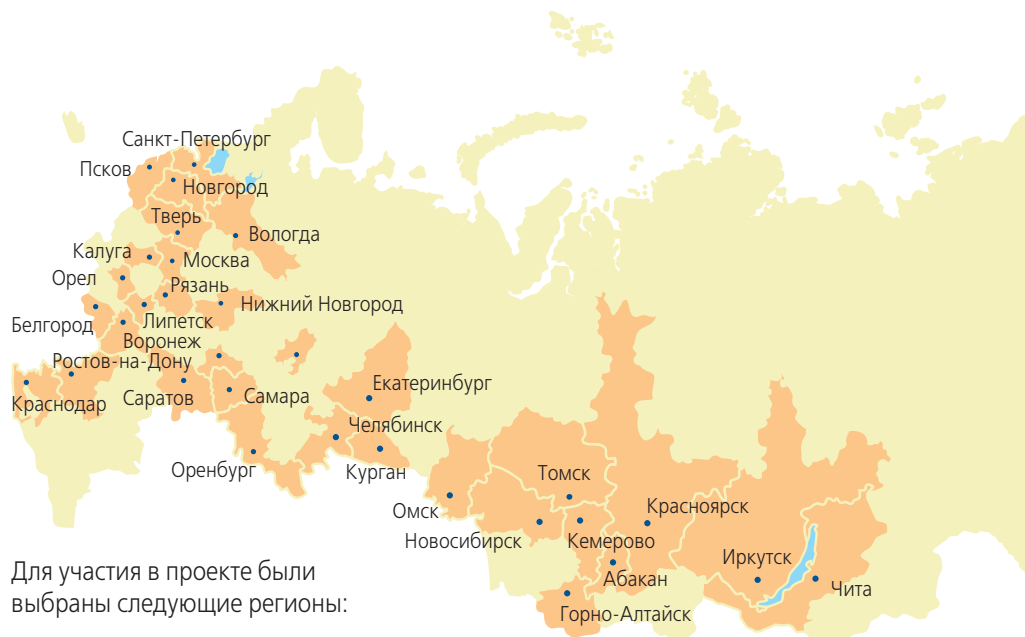 Санкт-Петербург
Псков
Новгород
Тверь
Вологда
Калуга
Москва
Орел
Рязань
Нижний Новгород
Белгород
Липетск
Воронеж
Ростов-на-Дону
Екатеринбург
Краснодар
Саратов
Самара
Челябинск
Оренбург
Курган
Томск
Омск
Красноярск
Новосибирск
Кемерово
Иркутск
Абакан
Чита
Горно-Алтайск
Для участия в проекте были
выбраны следующие регионы: